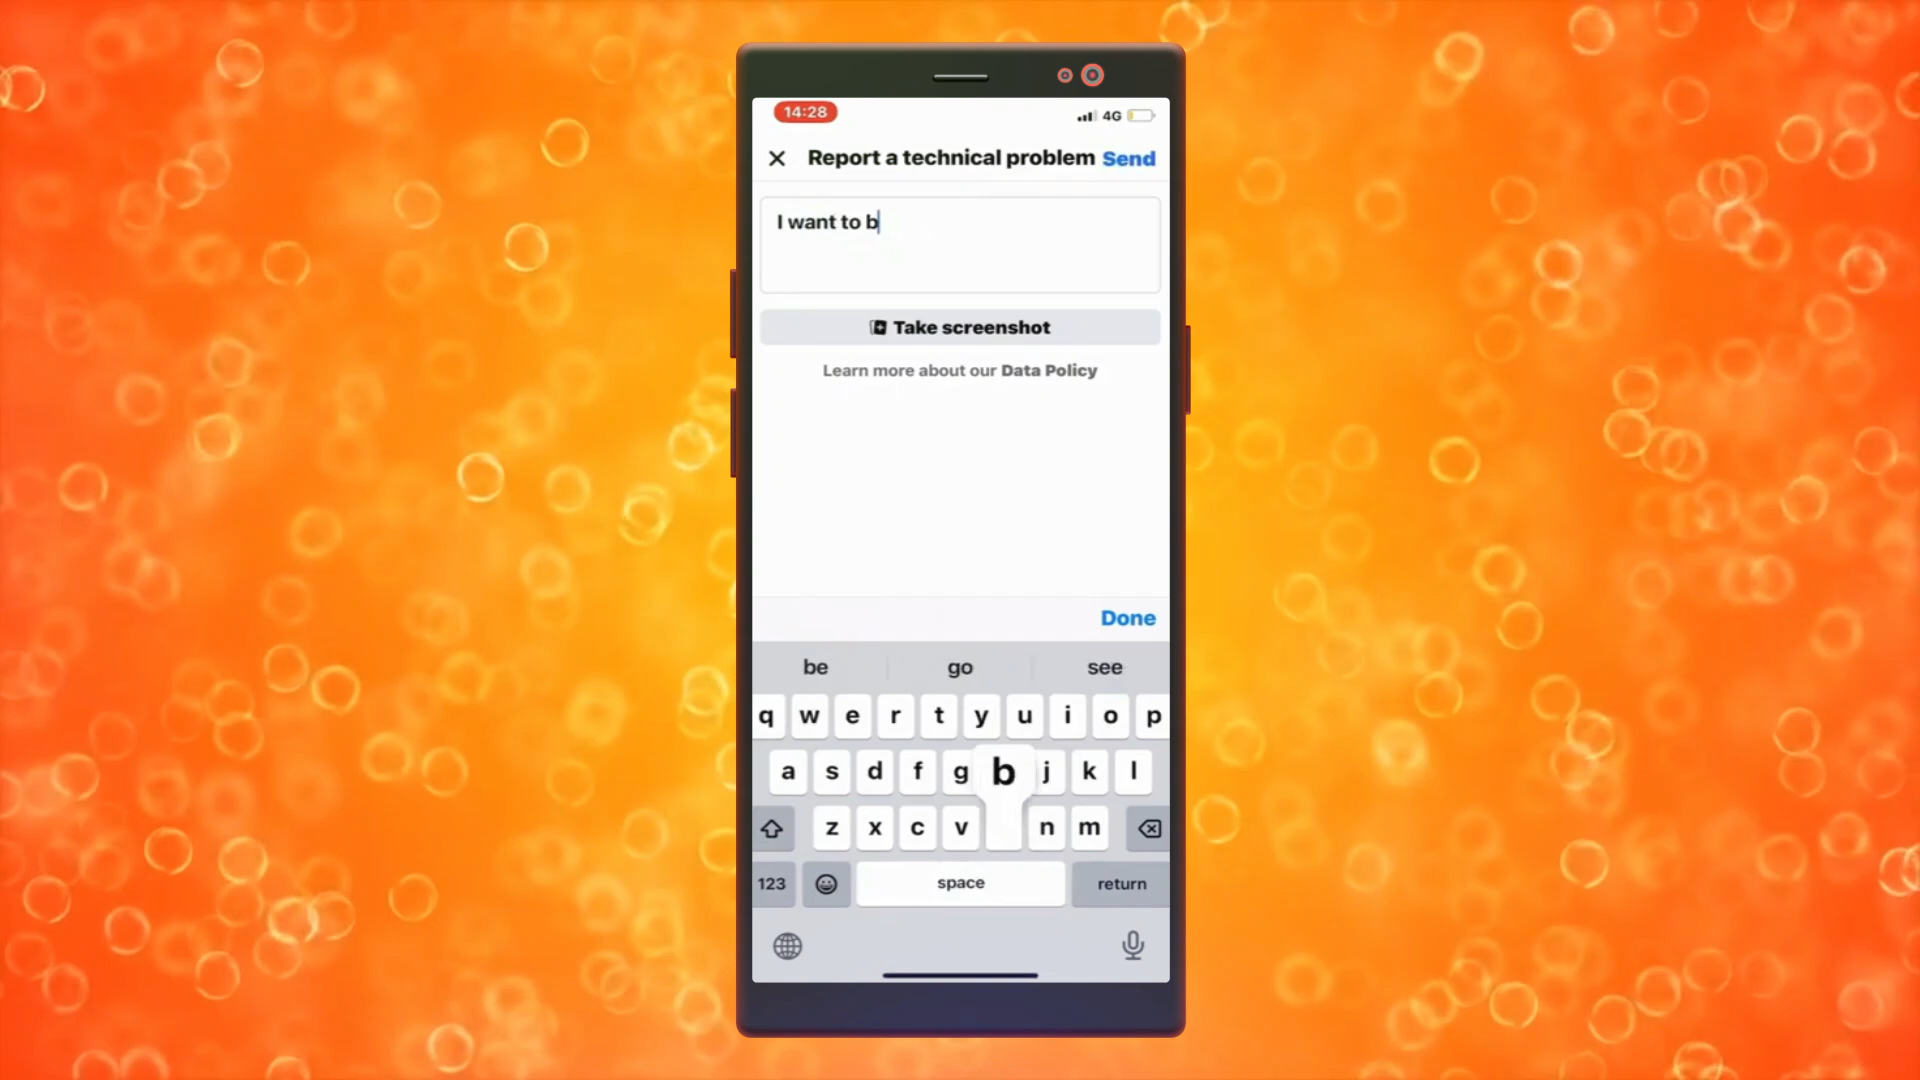 14:28
4G
Report a technical problem Send
I want to b
Take screenshot
Learn more about our Data Policy
Done
be go see
q w e r t y u i o p
a s d f g b j k l
z x c v n m
123 space return